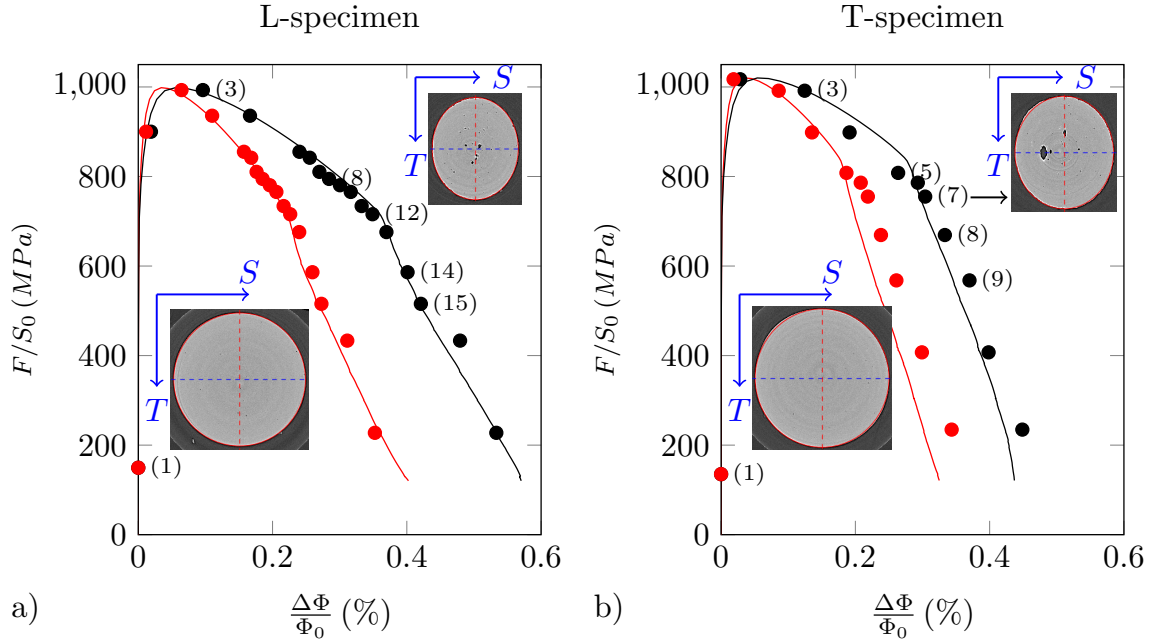 L-specimen
1,000
800
600
400
200
0
0
0.2
0.4
0.6
F/S₀ (MPa)
ΔΦ/Φ₀ (%)
(1)
(3)
(8)
(12)
(14)
(15)
S
T
S
T
a)
T-specimen
1,000
800
600
400
200
0
0
0.2
0.4
0.6
F/S₀ (MPa)
ΔΦ/Φ₀ (%)
(1)
(3)
(5)
(7)
(8)
(9)
S
T
S
T
b)